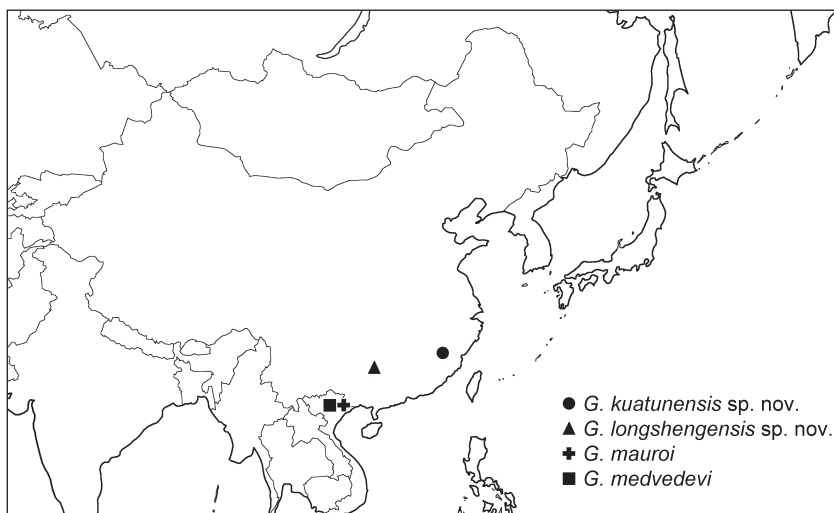 G. kuatunensis sp. nov.
G. longshengensis sp. nov.
G. mauroi
G. medvedevi